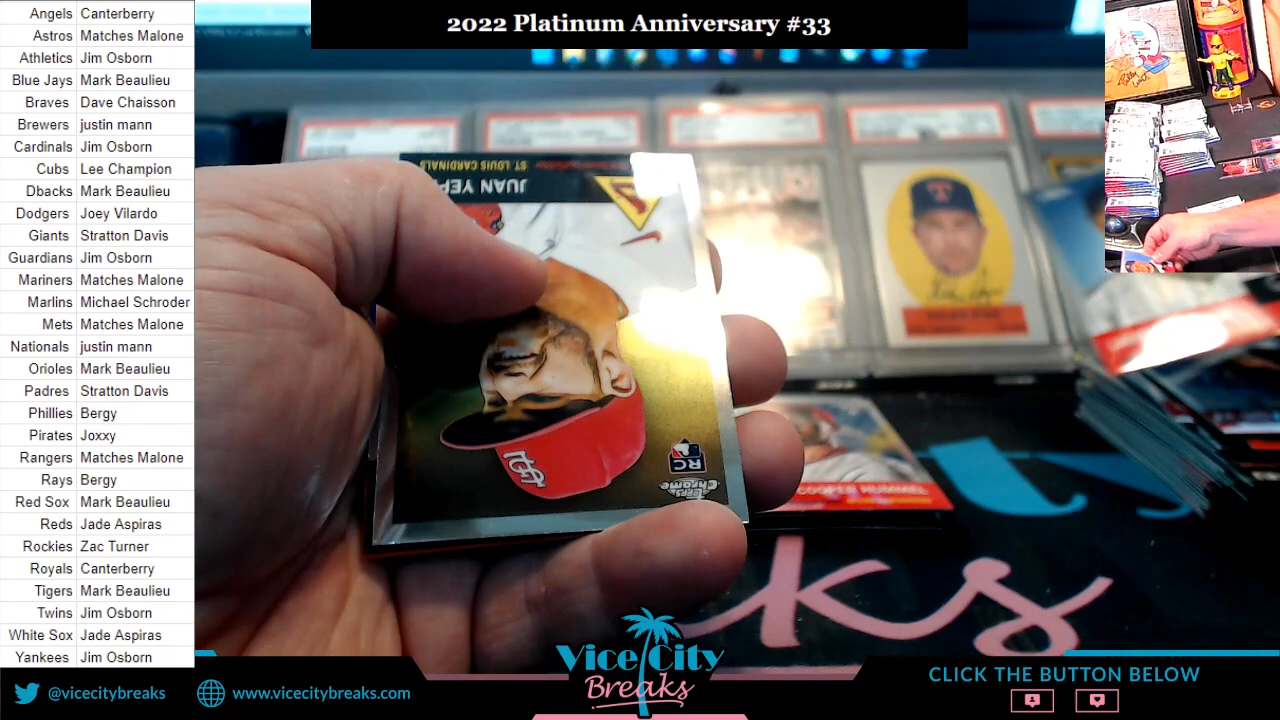 2022 Platinum Anniversary #33
Angels Canterberry
Astros Matches Malone
Athletics Jim Osborn
Blue Jays Mark Beaulieu
Braves Dave Chaisson
Brewers justin mann
Cardinals Jim Osborn
Cubs Lee Champion
Dbacks Mark Beaulieu
Dodgers Joey Vilardo
Giants Stratton Davis
Guardians Jim Osborn
Mariners Matches Malone
Marlins Michael Schroder
Mets Matches Malone
Nationals justin mann
Orioles Mark Beaulieu
Padres Stratton Davis
Phillies Bergy
Pirates Joxxy
Rangers Matches Malone
Rays Bergy
Red Sox Mark Beaulieu
Reds Jade Aspiras
Rockies Zac Turner
Royals Canterberry
Tigers Mark Beaulieu
Twins Jim Osborn
White Sox Jade Aspiras
Yankees Jim Osborn
ST. LOUIS CARDINALS
JUAN YEP
RC
Topps
Chrome
COOPER HUMMEL
ks
Vice City
Breaks
@vicecitybreaks
www.vicecitybreaks.com
CLICK THE BUTTON BELOW